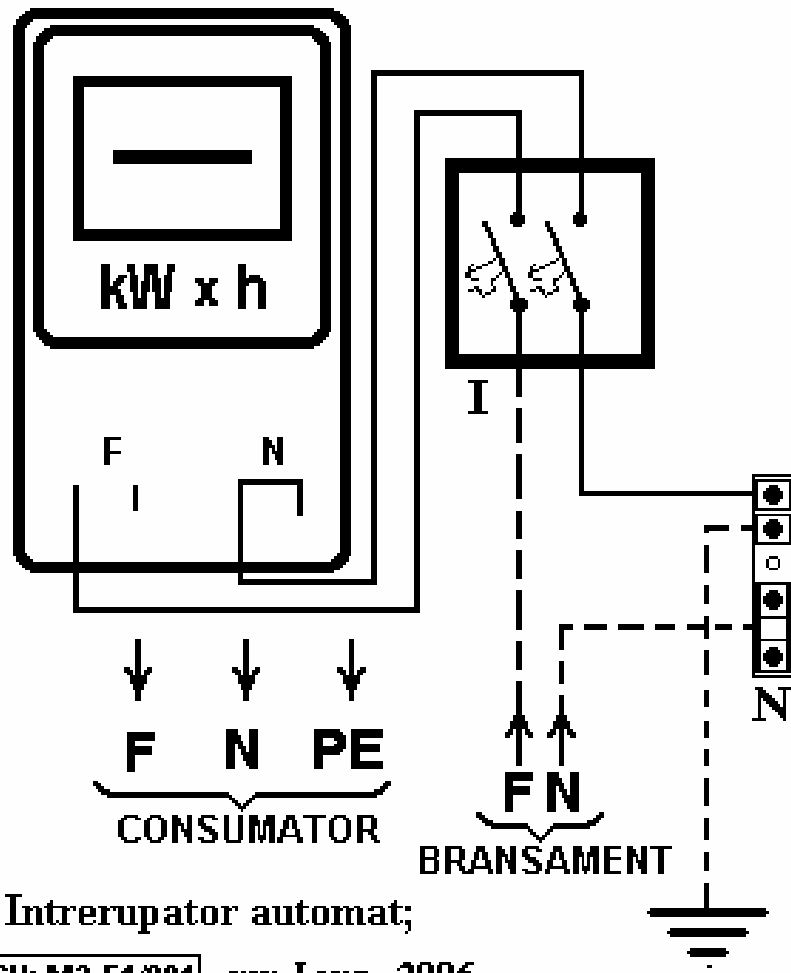 kW x h
F N
I
N
F N PE
F N
CONSUMATOR
BRANSAMENT
Intrerupator automat;